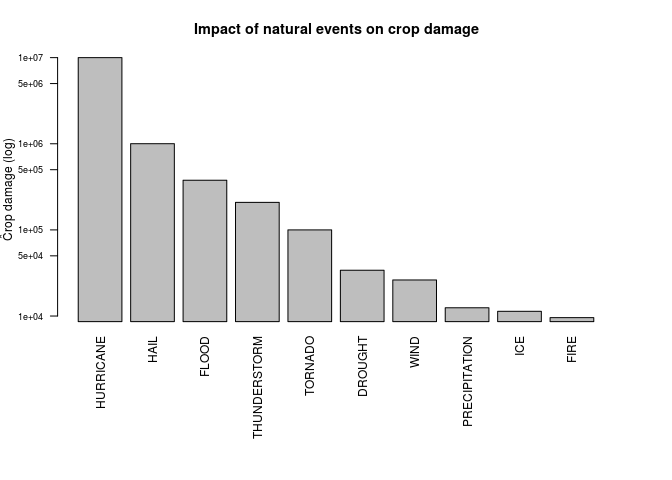 Impact of natural events on crop damage
Crop damage (log)
1e+07
5e+06
1e+06
5e+05
1e+05
5e+04
1e+04
HURRICANE
HAIL
FLOOD
THUNDERSTORM
TORNADO
DROUGHT
WIND
PRECIPITATION
ICE
FIRE